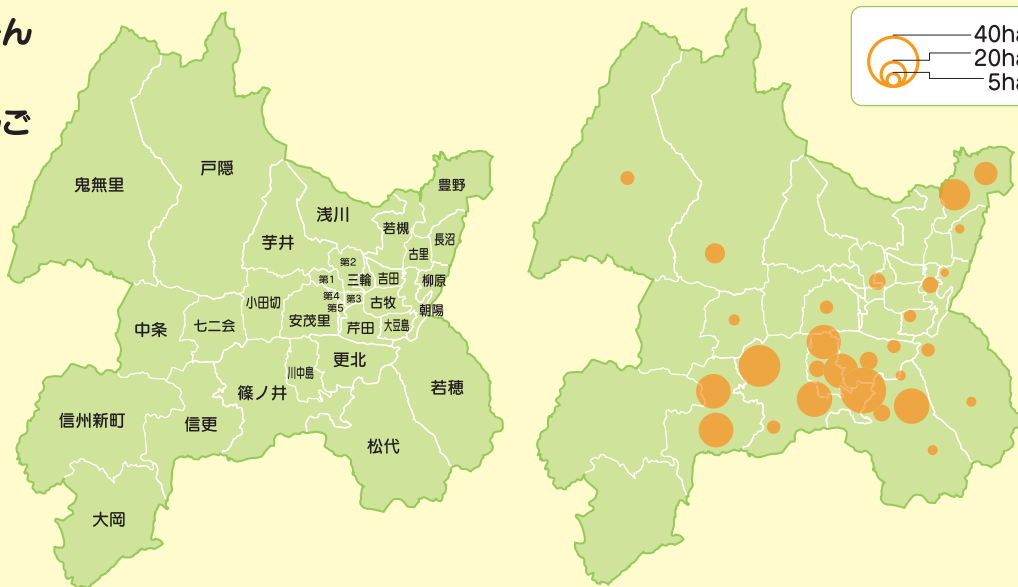 ん
ご
40ha
20ha
5ha
鬼無里
戸隠
豊野
浅川
若槻
長沼
芋井
古里
第2
第1
三輪
吉田
柳原
小田切
第4
第3
古牧
第5
朝陽
中条
七二会
安茂里
芹田
大豆島
更北
川中島
若穂
篠ノ井
信州新町
信更
松代
大岡